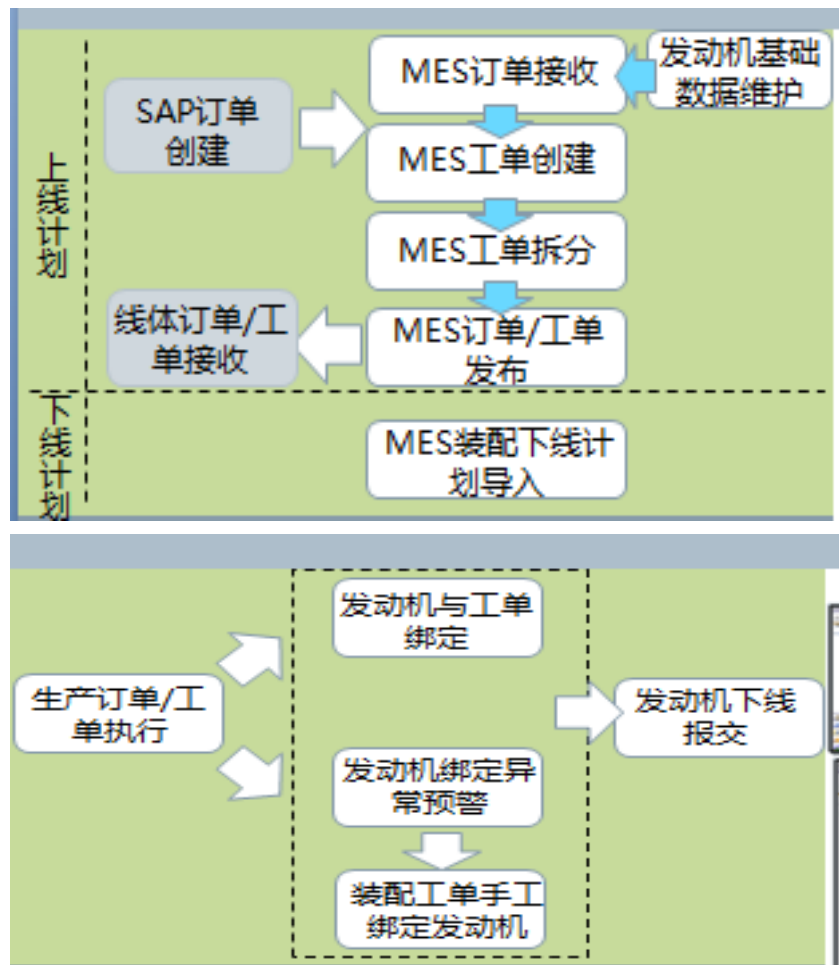 MES订单接收
发动机基础
数据维护
SAP订单
创建
MES工单创建
上线计划
MES工单拆分
线体订单/工
单接收
MES订单/工单
发布
下线计划
MES装配下线计
划导入
发动机与工单
绑定
生产订单/工
单执行
发动机下线
报交
发动机绑定异
常预警
装配工单手工
绑定发动机